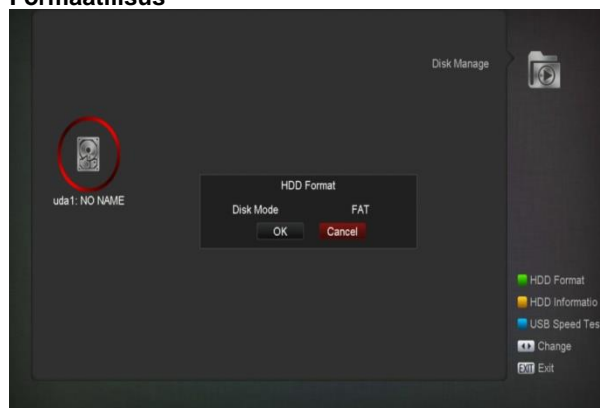 Formaatilisus
Disk Manage
uda1: NO NAME
HDD Format
Disk Mode FAT
OK Cancel
HDD Format
HDD Informatio
USB Speed Tes
Change
EXIT Exit